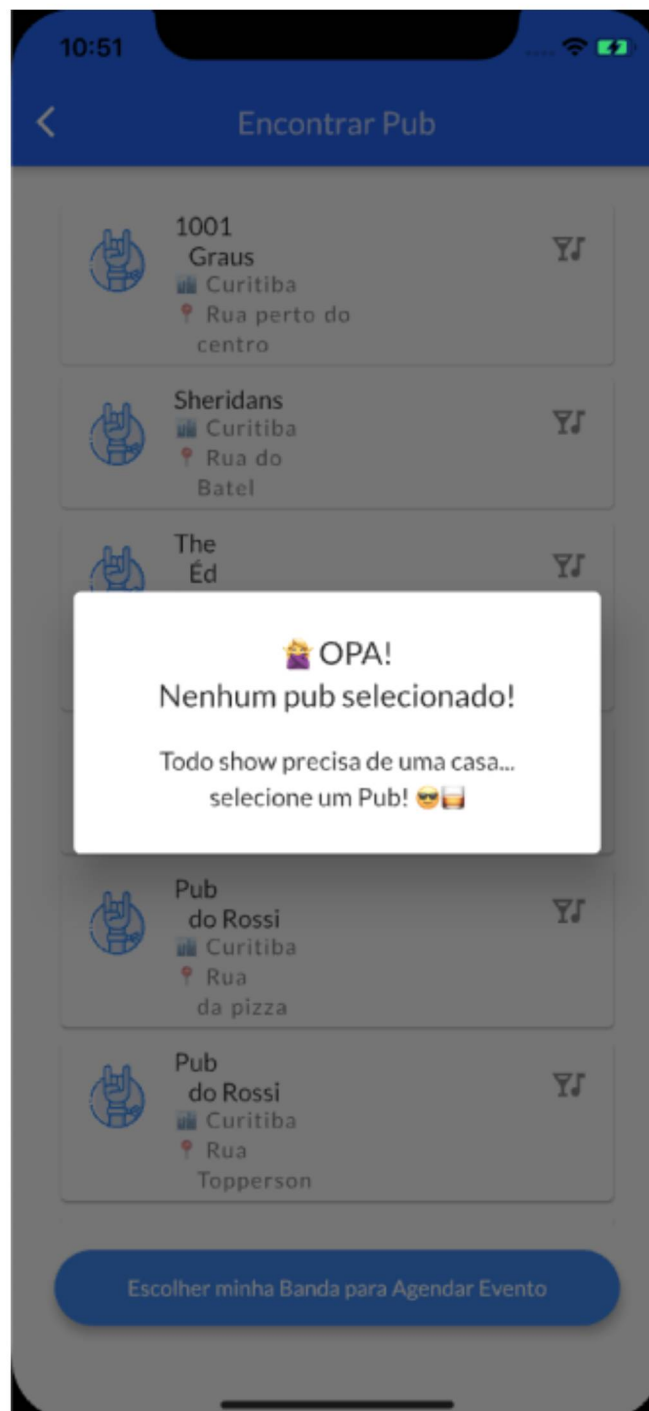 10:51
Encontrar Pub
1001
Graus
Curitiba
Rua perto do
centro
Sheridans
Curitiba
Rua do
Batel
The
Éd
OPA!
Nenhum pub selecionado!
Todo show precisa de uma casa...
selecione um Pub!
Pub
do Rossi
Curitiba
Rua
da pizza
Pub
do Rossi
Curitiba
Rua
Topperson
Escolher minha Banda para Agendar Evento